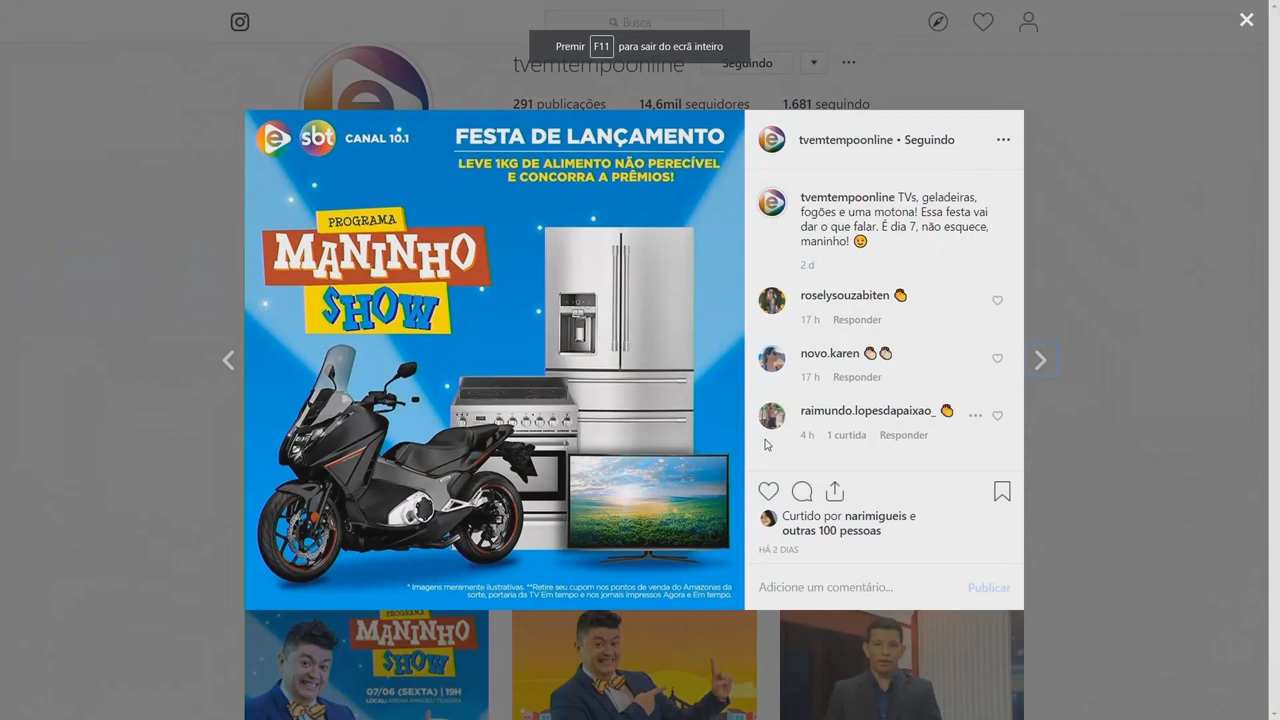 Busca
Premir F11 para sair do ecrã inteiro
tvemtempoonline Seguindo
291 publicações 14,6mil seguidores 1.681 seguindo
e sbt CANAL 10.1
FESTA DE LANÇAMENTO
LEVE 1KG DE ALIMENTO NÃO PERECÍVEL
E CONCORRA A PRÊMIOS!
PROGRAMA
MANINHO
SHOW
* Imagens meramente ilustrativas. **Retire seu cupom nos pontos de venda do Amazonas da
sorte, portaria da TV Em tempo e nos jornais impressos Agora e Em tempo.
tvemtempoonline • Seguindo
tvemtempoonline TVs, geladeiras,
fogões e uma motona! Essa festa vai
dar o que falar. É dia 7, não esquece,
maninho! 😉
2 d
roselysouzabiten 👏
17 h Responder
novo.karen 👏🏻👏🏻
17 h Responder
raimundo.lopesdapaixao_ 👏
4 h 1 curtida Responder
Curtido por narimigueis e
outras 100 pessoas
HÁ 2 DIAS
Adicione um comentário... Publicar
PROGRAMA
MANINHO
SHOW
07/06 (SEXTA) | 19H
LOCAL: ARENA AMADEU TEIXEIRA